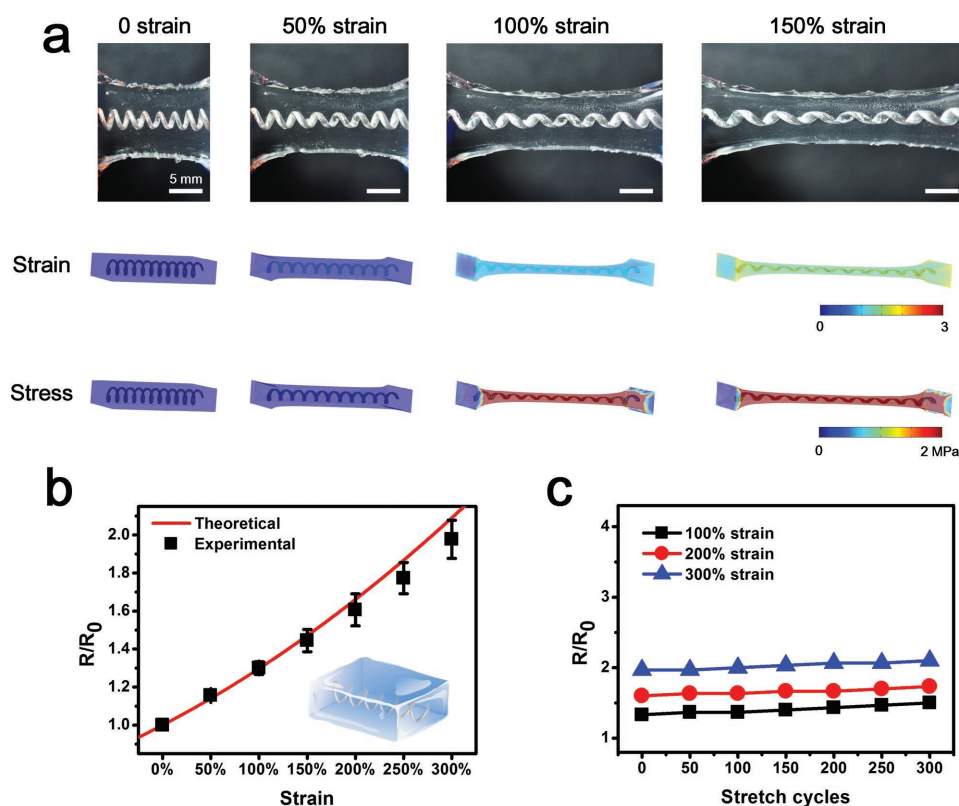 a
0 strain 50% strain 100% strain 150% strain
5 mm
Strain
0 3
Stress
0 2 MPa
b
R/R0
2.0
1.8
1.6
1.4
1.2
1.0
Theoretical
Experimental
0% 50% 100% 150% 200% 250% 300%
Strain
c
R/R0
4
3
2
1
100% strain
200% strain
300% strain
0 50 100 150 200 250 300
Stretch cycles